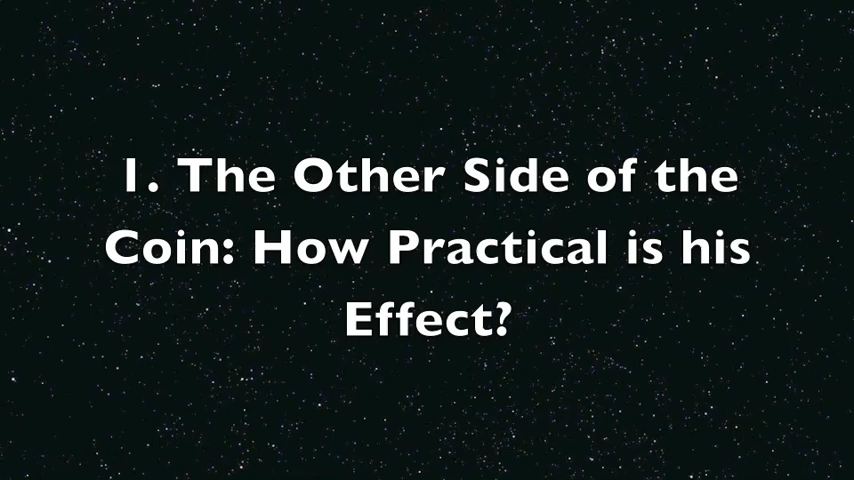 1. The Other Side of the
Coin: How Practical is his
Effect?